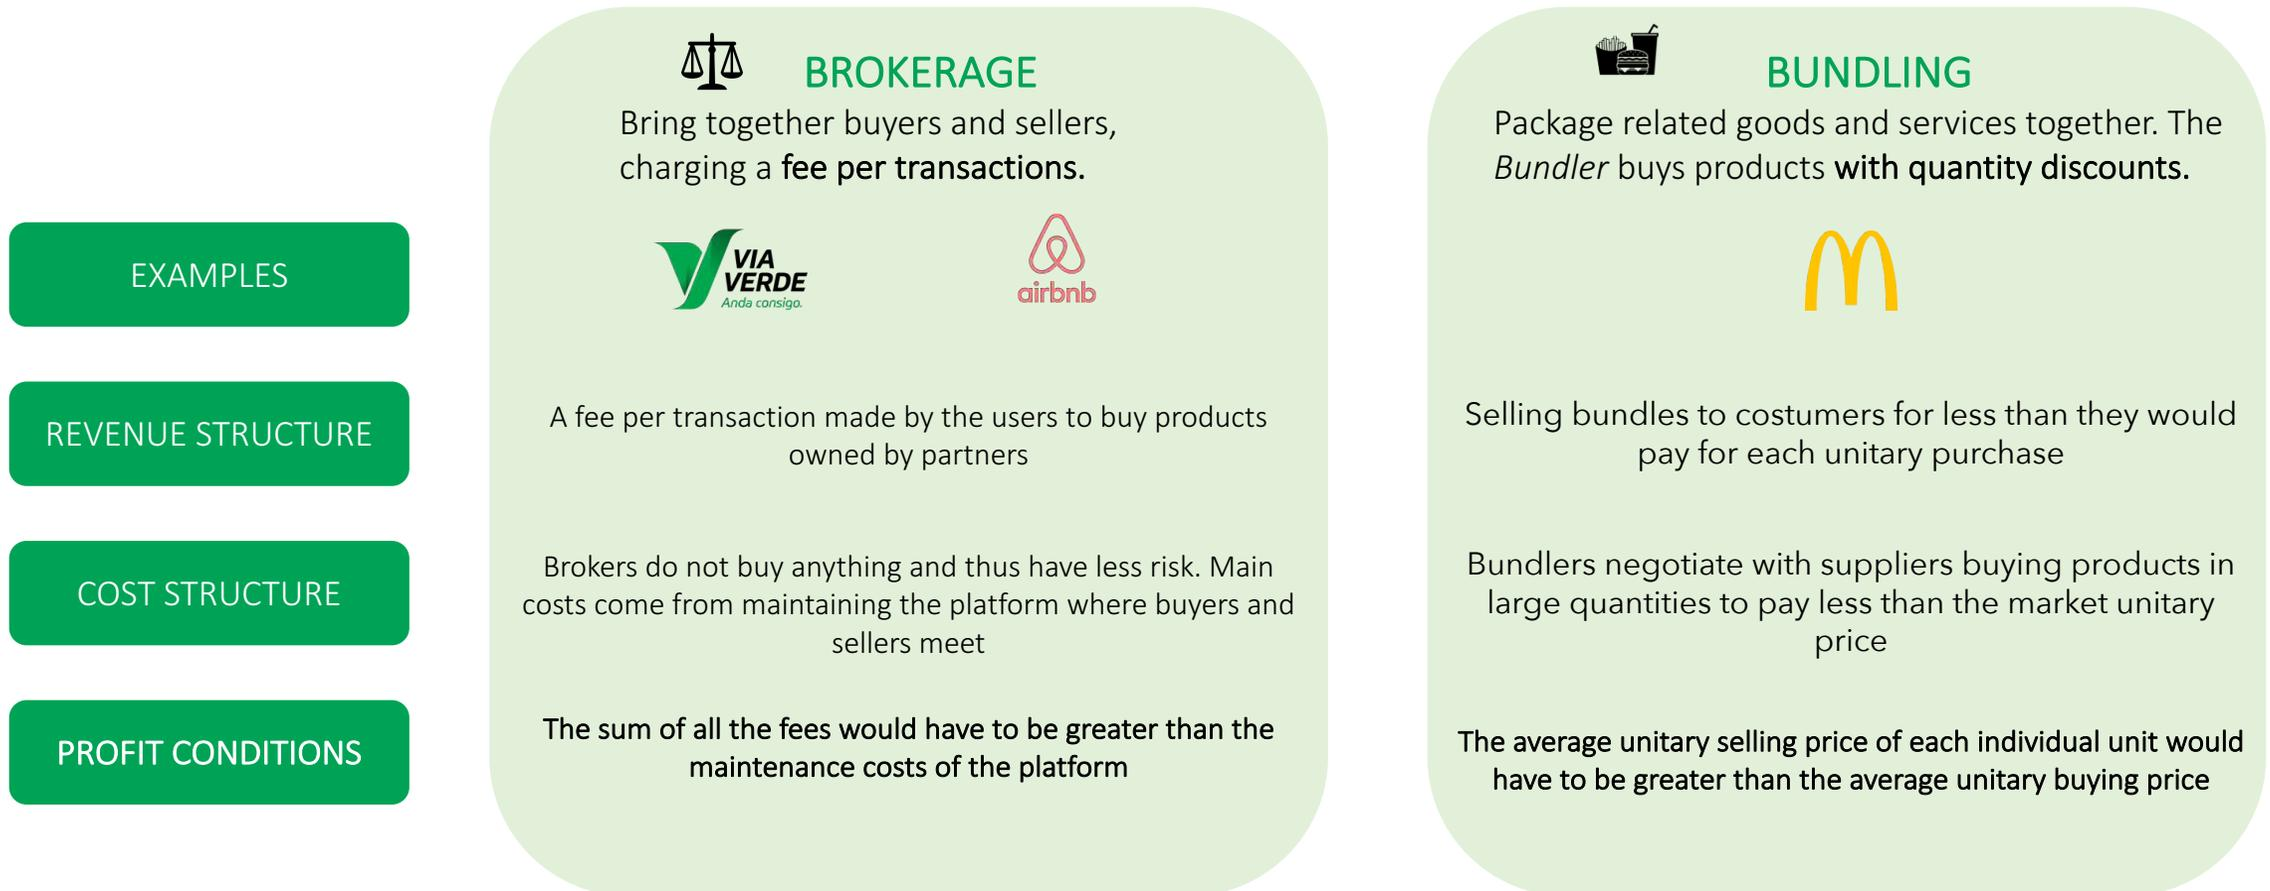 BROKERAGE
Bring together buyers and sellers,
charging a fee per transactions.
BUNDLING
Package related goods and services together. The
Bundler buys products with quantity discounts.
EXAMPLES
VIA
VERDE
Anda consigo.
airbnb
REVENUE STRUCTURE
A fee per transaction made by the users to buy products
owned by partners
Selling bundles to costumers for less than they would
pay for each unitary purchase
COST STRUCTURE
Brokers do not buy anything and thus have less risk. Main
costs come from maintaining the platform where buyers and
sellers meet
Bundlers negotiate with suppliers buying products in
large quantities to pay less than the market unitary
price
PROFIT CONDITIONS
The sum of all the fees would have to be greater than the
maintenance costs of the platform
The average unitary selling price of each individual unit would
have to be greater than the average unitary buying price